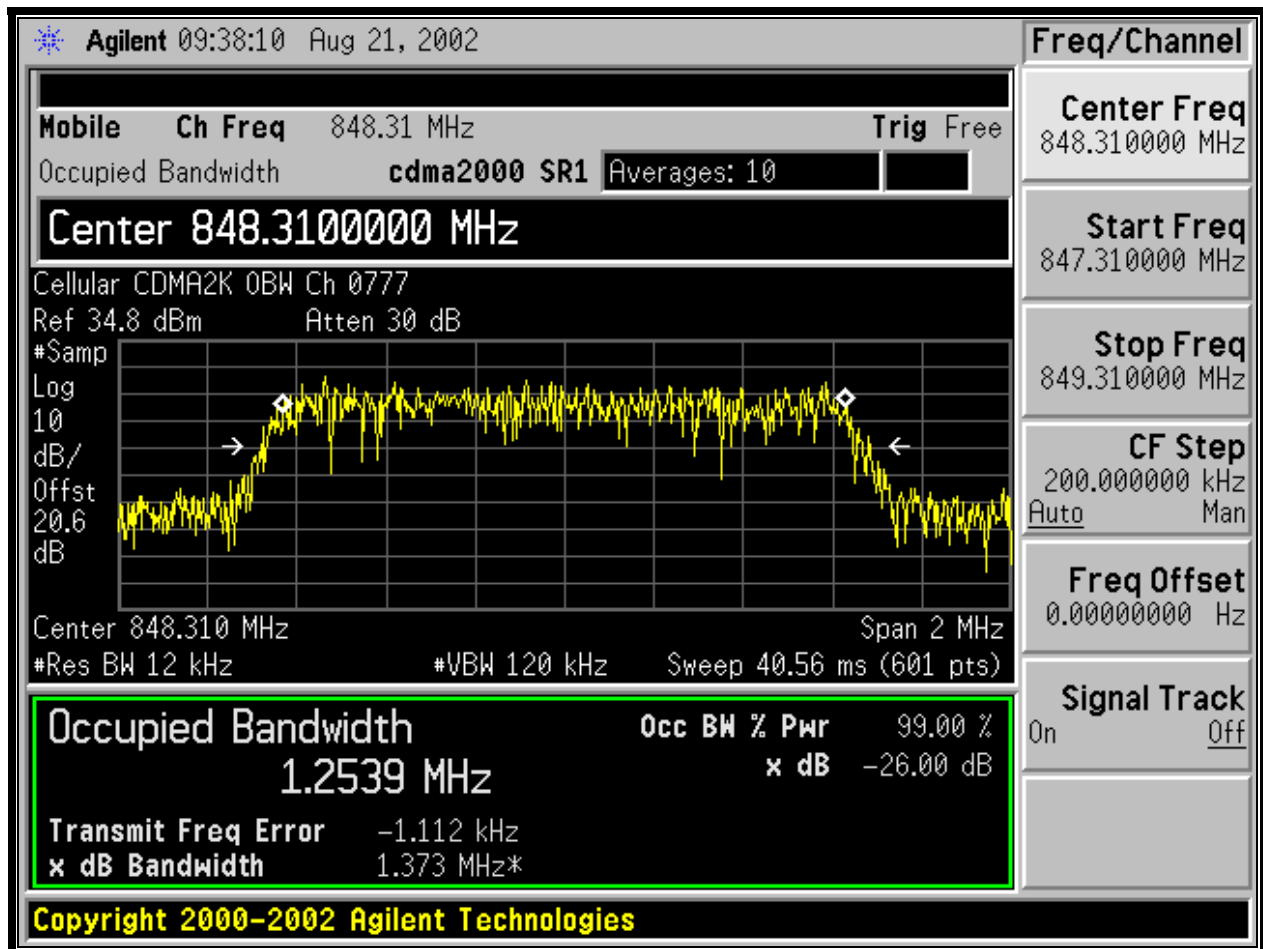 Agilent 09:38:10 Aug 21, 2002
Mobile Ch Freq 848.31 MHz Trig Free
Occupied Bandwidth cdma2000 SR1 Averages: 10
Center 848.3100000 MHz
Cellular CDMA2K OBW Ch 0777
Ref 34.8 dBm Atten 30 dB
#Samp
Log
10
dB/
Offst
20.6
dB
Center 848.310 MHz Span 2 MHz
#Res BW 12 kHz #VBW 120 kHz Sweep 40.56 ms (601 pts)
Occupied Bandwidth Occ BW % Pwr 99.00 %
1.2539 MHz x dB -26.00 dB
Transmit Freq Error -1.112 kHz
x dB Bandwidth 1.373 MHz*
Freq/Channel
Center Freq
848.310000 MHz
Start Freq
847.310000 MHz
Stop Freq
849.310000 MHz
CF Step
200.000000 kHz
Auto Man
Freq Offset
0.00000000 Hz
Signal Track
On Off
Copyright 2000-2002 Agilent Technologies